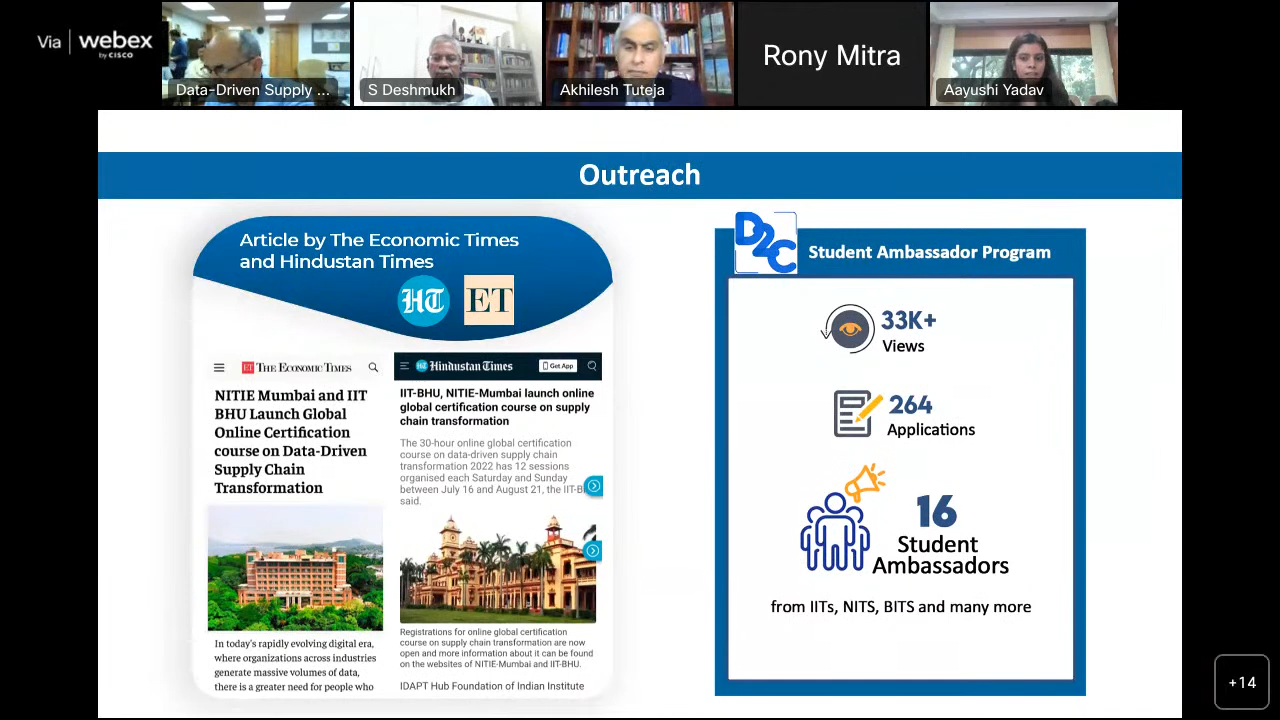 Via | webex
by CISCO
Data-Driven Supply ...
S Deshmukh
Akhilesh Tuteja
Rony Mitra
Aayushi Yadav
Outreach
Article by The Economic Times
and Hindustan Times
HT
ET
ET THE ECONOMIC TIMES
NITIE Mumbai and IIT
BHU Launch Global
Online Certification
course on Data-Driven
Supply Chain
Transformation
In today's rapidly evolving digital era,
where organizations across industries
generate massive volumes of data,
there is a greater need for people who
HT Hindustan Times
Get App
IIT-BHU, NITIE-Mumbai launch online
global certification course on supply
chain transformation
The 30-hour online global certification
course on data-driven supply chain
transformation 2022 has 12 sessions
organised each Saturday and Sunday
between July 16 and August 21, the IIT-B
said.
Registrations for online global certification
course on supply chain transformation are now
open and more information about it can be found
on the websites of NITIE-Mumbai and IIT-BHU.
IDAPT Hub Foundation of Indian Institute
D2C
Student Ambassador Program
33K+
Views
264
Applications
16
Student
Ambassadors
from IITs, NITS, BITS and many more
+14